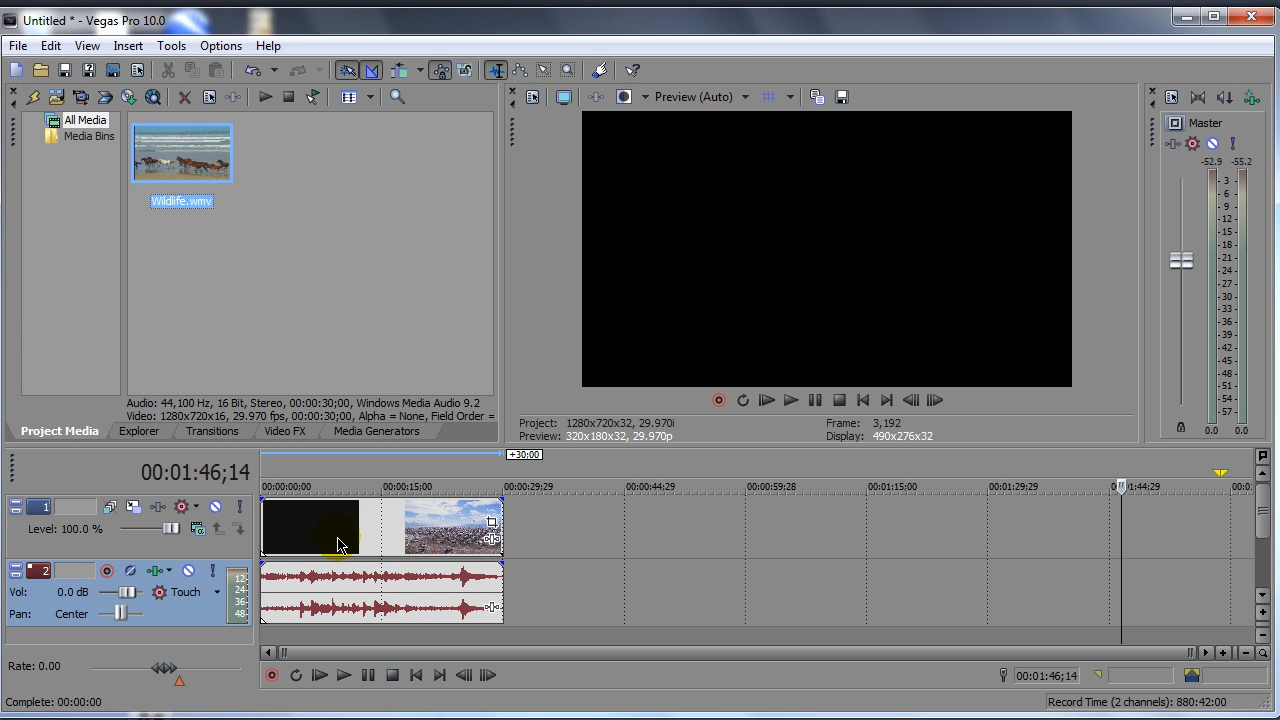 Untitled * - Vegas Pro 10.0
File Edit View Insert Tools Options Help
Preview (Auto)
All Media
Media Bins
Wildlife.wmv
Audio: 44,100 Hz, 16 Bit, Stereo, 00:00:30;00, Windows Media Audio 9.2
Video: 1280x720x16, 29.970 fps, 00:00:30;00, Alpha = None, Field Order =
Project Media Explorer Transitions Video FX Media Generators
Project: 1280x720x32, 29.970i
Preview: 320x180x32, 29.970p
Frame: 3,192
Display: 490x276x32
Master
-52.9 -55.2
- 3 -
- 6 -
- 9 -
-12-
-15-
-18-
-21-
-24-
-27-
-30-
-33-
-36-
-39-
-42-
-45-
-48-
-51-
-54-
-57-
0.0 0.0
00:01:46;14
+30;00
00:00:00;00 00:00:15;00 00:00:29;29 00:00:44;29 00:00:59;28 00:01:15;00 00:01:29;29 1:44;29 00:0
1
Level: 100.0 %
2
Vol: 0.0 dB Touch
Pan: Center
12-
24-
36-
48-
Rate: 0.00
00:01:46;14
Complete: 00:00:00
Record Time (2 channels): 880:42:00